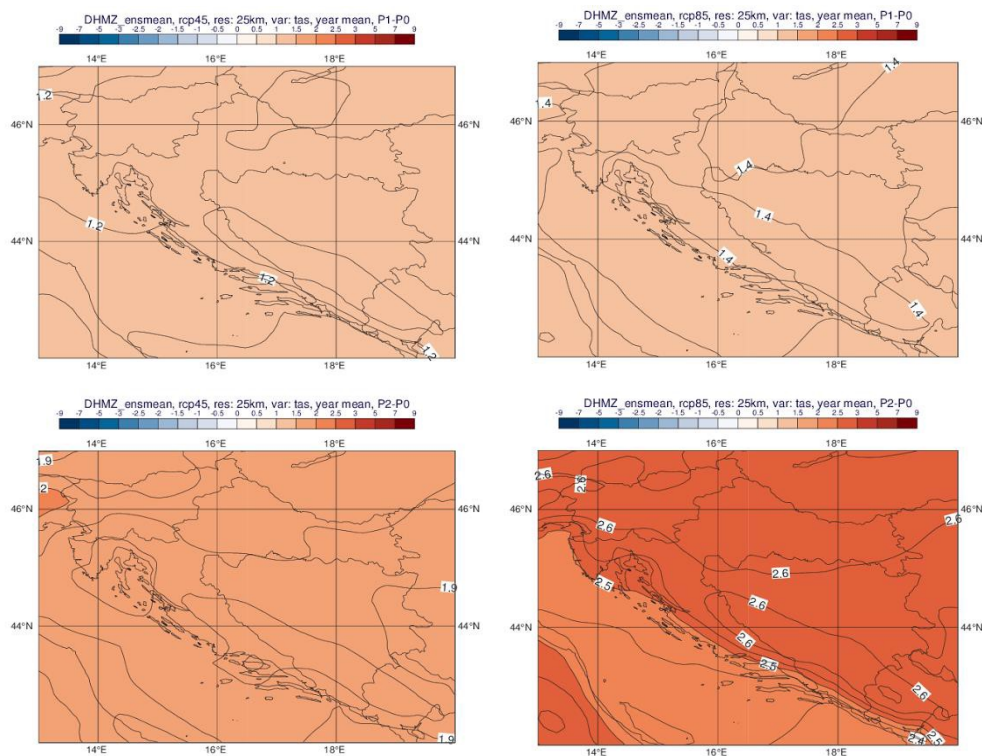 DHMZ_ensmean, rcp45, res: 25km, var: tas, year mean, P1-P0
-9 -7 -5 -3 -2.5 -2 -1.5 -1 -0.5 0 0.5 1 1.5 2 2.5 3 5 7 9
14°E 16°E 18°E
1.2
46°N
1.2
44°N
1.2
1.2
14°E 16°E 18°E
DHMZ_ensmean, rcp85, res: 25km, var: tas, year mean, P1-P0
-9 -7 -5 -3 -2.5 -2 -1.5 -1 -0.5 0 0.5 1 1.5 2 2.5 3 5 7 9
14°E 16°E 18°E
1.4
1.4
46°N
1.4
1.4
44°N
1.4
1.4
14°E 16°E 18°E
DHMZ_ensmean, rcp45, res: 25km, var: tas, year mean, P2-P0
-9 -7 -5 -3 -2.5 -2 -1.5 -1 -0.5 0 0.5 1 1.5 2 2.5 3 5 7 9
14°E 16°E 18°E
1.9
2
46°N
1.9
44°N
1.9
14°E 16°E 18°E
DHMZ_ensmean, rcp85, res: 25km, var: tas, year mean, P2-P0
-9 -7 -5 -3 -2.5 -2 -1.5 -1 -0.5 0 0.5 1 1.5 2 2.5 3 5 7 9
14°E 16°E 18°E
2.6
2.6
46°N
2.6
2.6
2.6
2.5
2.6
44°N
2.6
2.5
2.6
2.4
2.5
14°E 16°E 18°E